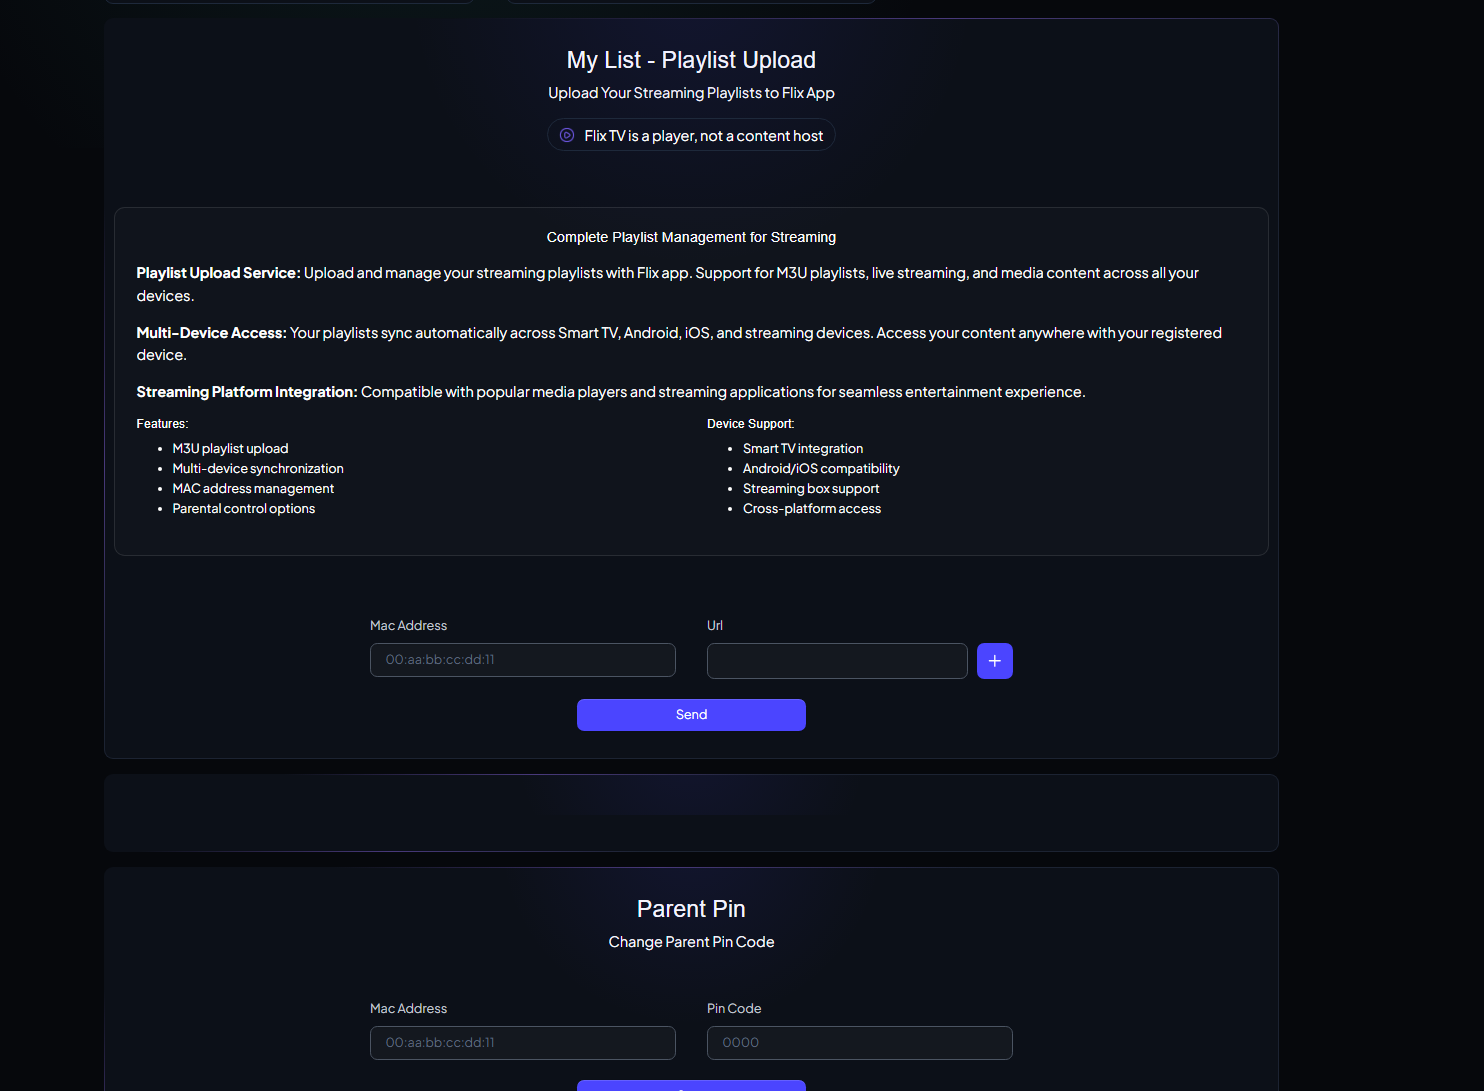 My List - Playlist Upload
Upload Your Streaming Playlists to Flix App
Flix TV is a player, not a content host
Complete Playlist Management for Streaming
Playlist Upload Service: Upload and manage your streaming playlists with Flix app. Support for M3U playlists, live streaming, and media content across all your
devices.
Multi-Device Access: Your playlists sync automatically across Smart TV, Android, iOS, and streaming devices. Access your content anywhere with your registered
device.
Streaming Platform Integration: Compatible with popular media players and streaming applications for seamless entertainment experience.
Features:
• M3U playlist upload
• Multi-device synchronization
• MAC address management
• Parental control options
Device Support:
• Smart TV integration
• Android/iOS compatibility
• Streaming box support
• Cross-platform access
Mac Address
00:aa:bb:cc:dd:11
Url
+
Send
Parent Pin
Change Parent Pin Code
Mac Address
00:aa:bb:cc:dd:11
Pin Code
0000